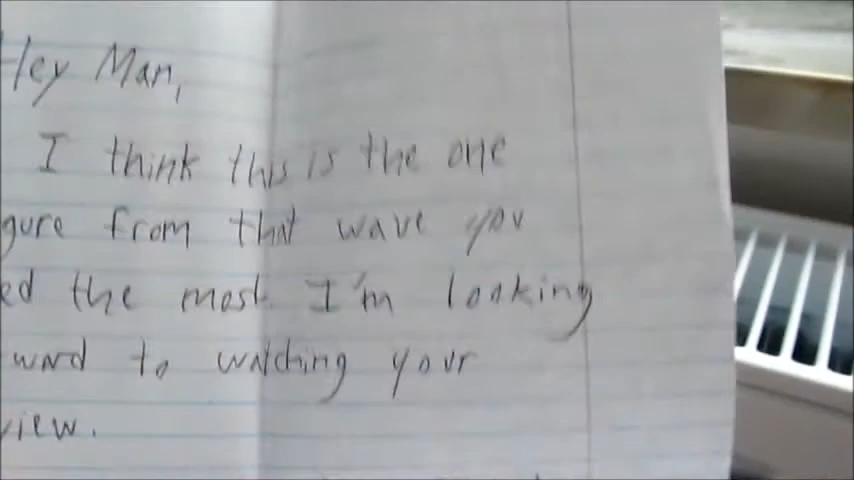 Hey Man,
I think this is the one
gure from that wave you
ed the most. I'm looking
ward to watching your
view.